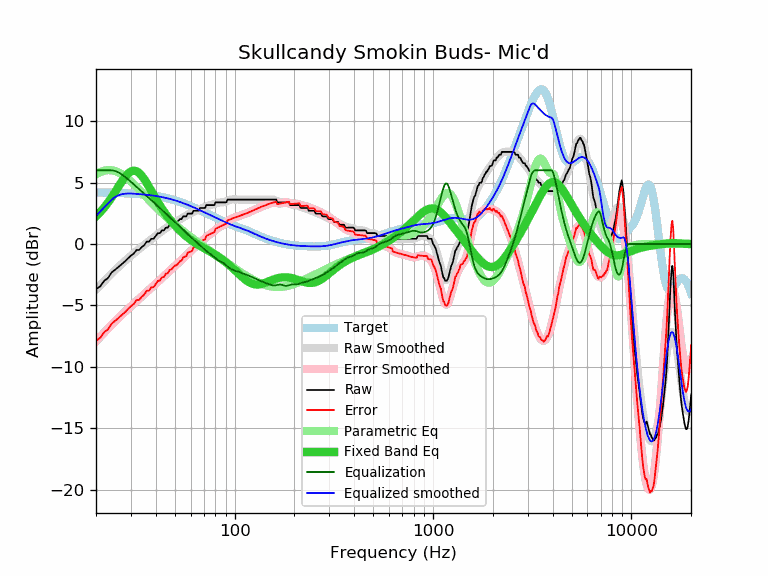 Skullcandy Smokin Buds- Mic'd
Amplitude (dBr)
10
5
0
−5
−10
−15
−20
Target
Raw Smoothed
Error Smoothed
Raw
Error
Parametric Eq
Fixed Band Eq
Equalization
Equalized smoothed
100 1000 10000
Frequency (Hz)